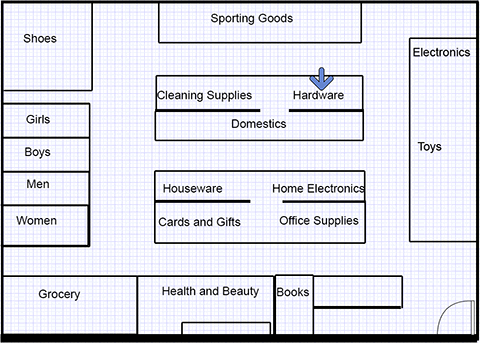 Sporting Goods
Shoes
Electronics
Cleaning Supplies
Hardware
Girls
Domestics
Boys
Toys
Men
Houseware
Home Electronics
Women
Cards and Gifts
Office Supplies
Grocery
Health and Beauty
Books